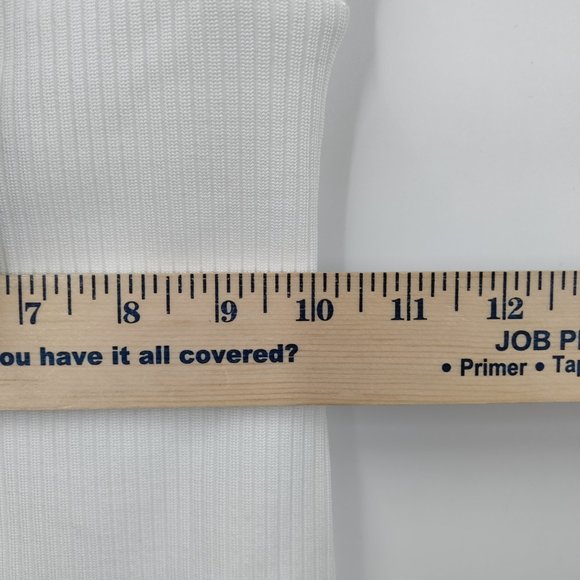 7 8 9 10 11 12
ou have it all covered?
JOB P
• Primer • Tap